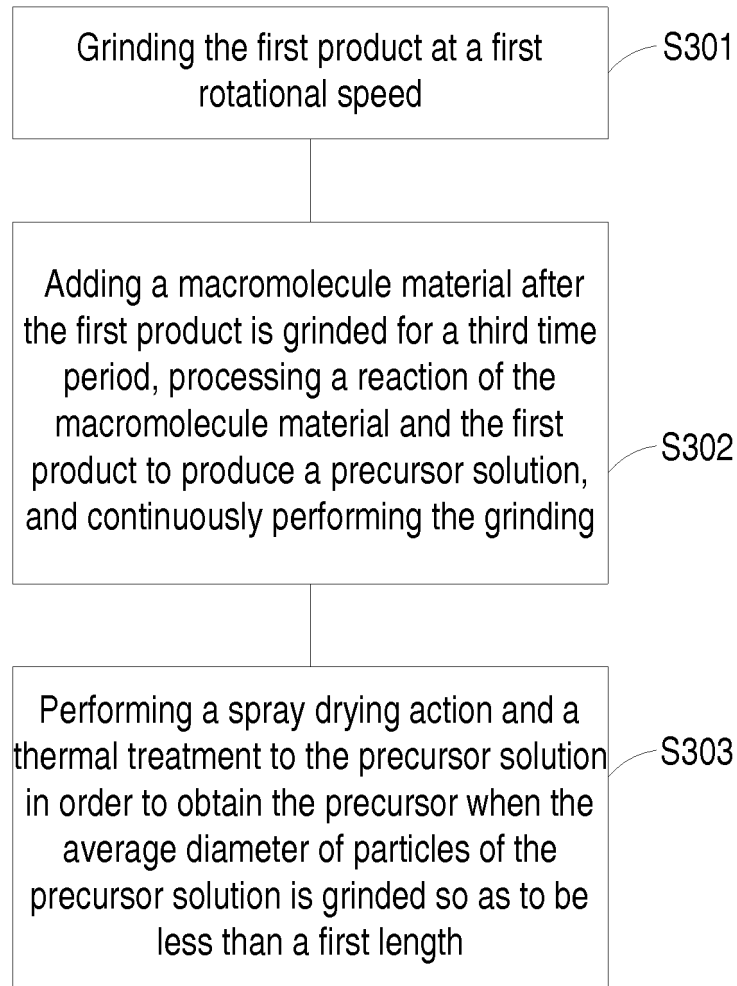 Grinding the first product at a first
rotational speed
S301
Adding a macromolecule material after
the first product is grinded for a third time
period, processing a reaction of the
macromolecule material and the first
product to produce a precursor solution,
and continuously performing the grinding
S302
Performing a spray drying action and a
thermal treatment to the precursor solution
in order to obtain the precursor when the
average diameter of particles of the
precursor solution is grinded so as to be
less than a first length
S303